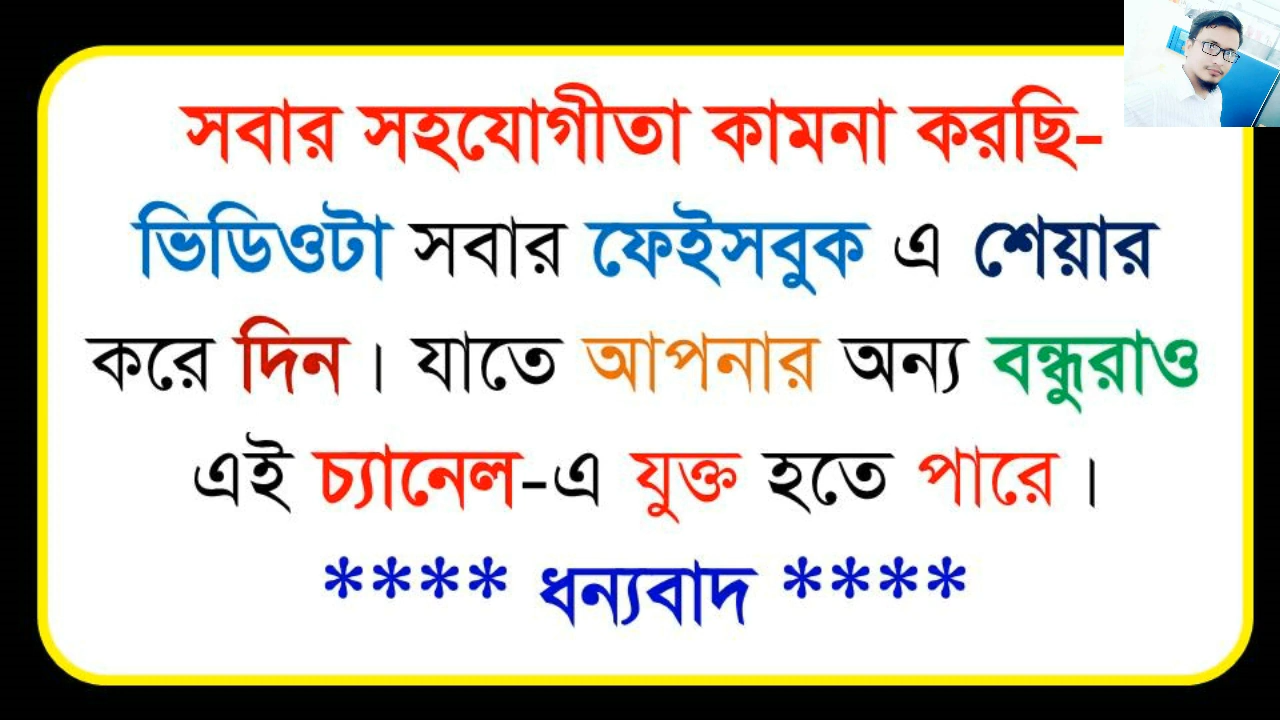 সবার সহযোগীতা কামনা করছি-
ভিডিওটা সবার ফেইসবুক এ শেয়ার
করে দিন। যাতে আপনার অন্য বন্ধুরাও
এই চ্যানেল-এ যুক্ত হতে পারে।
**** ধন্যবাদ ****